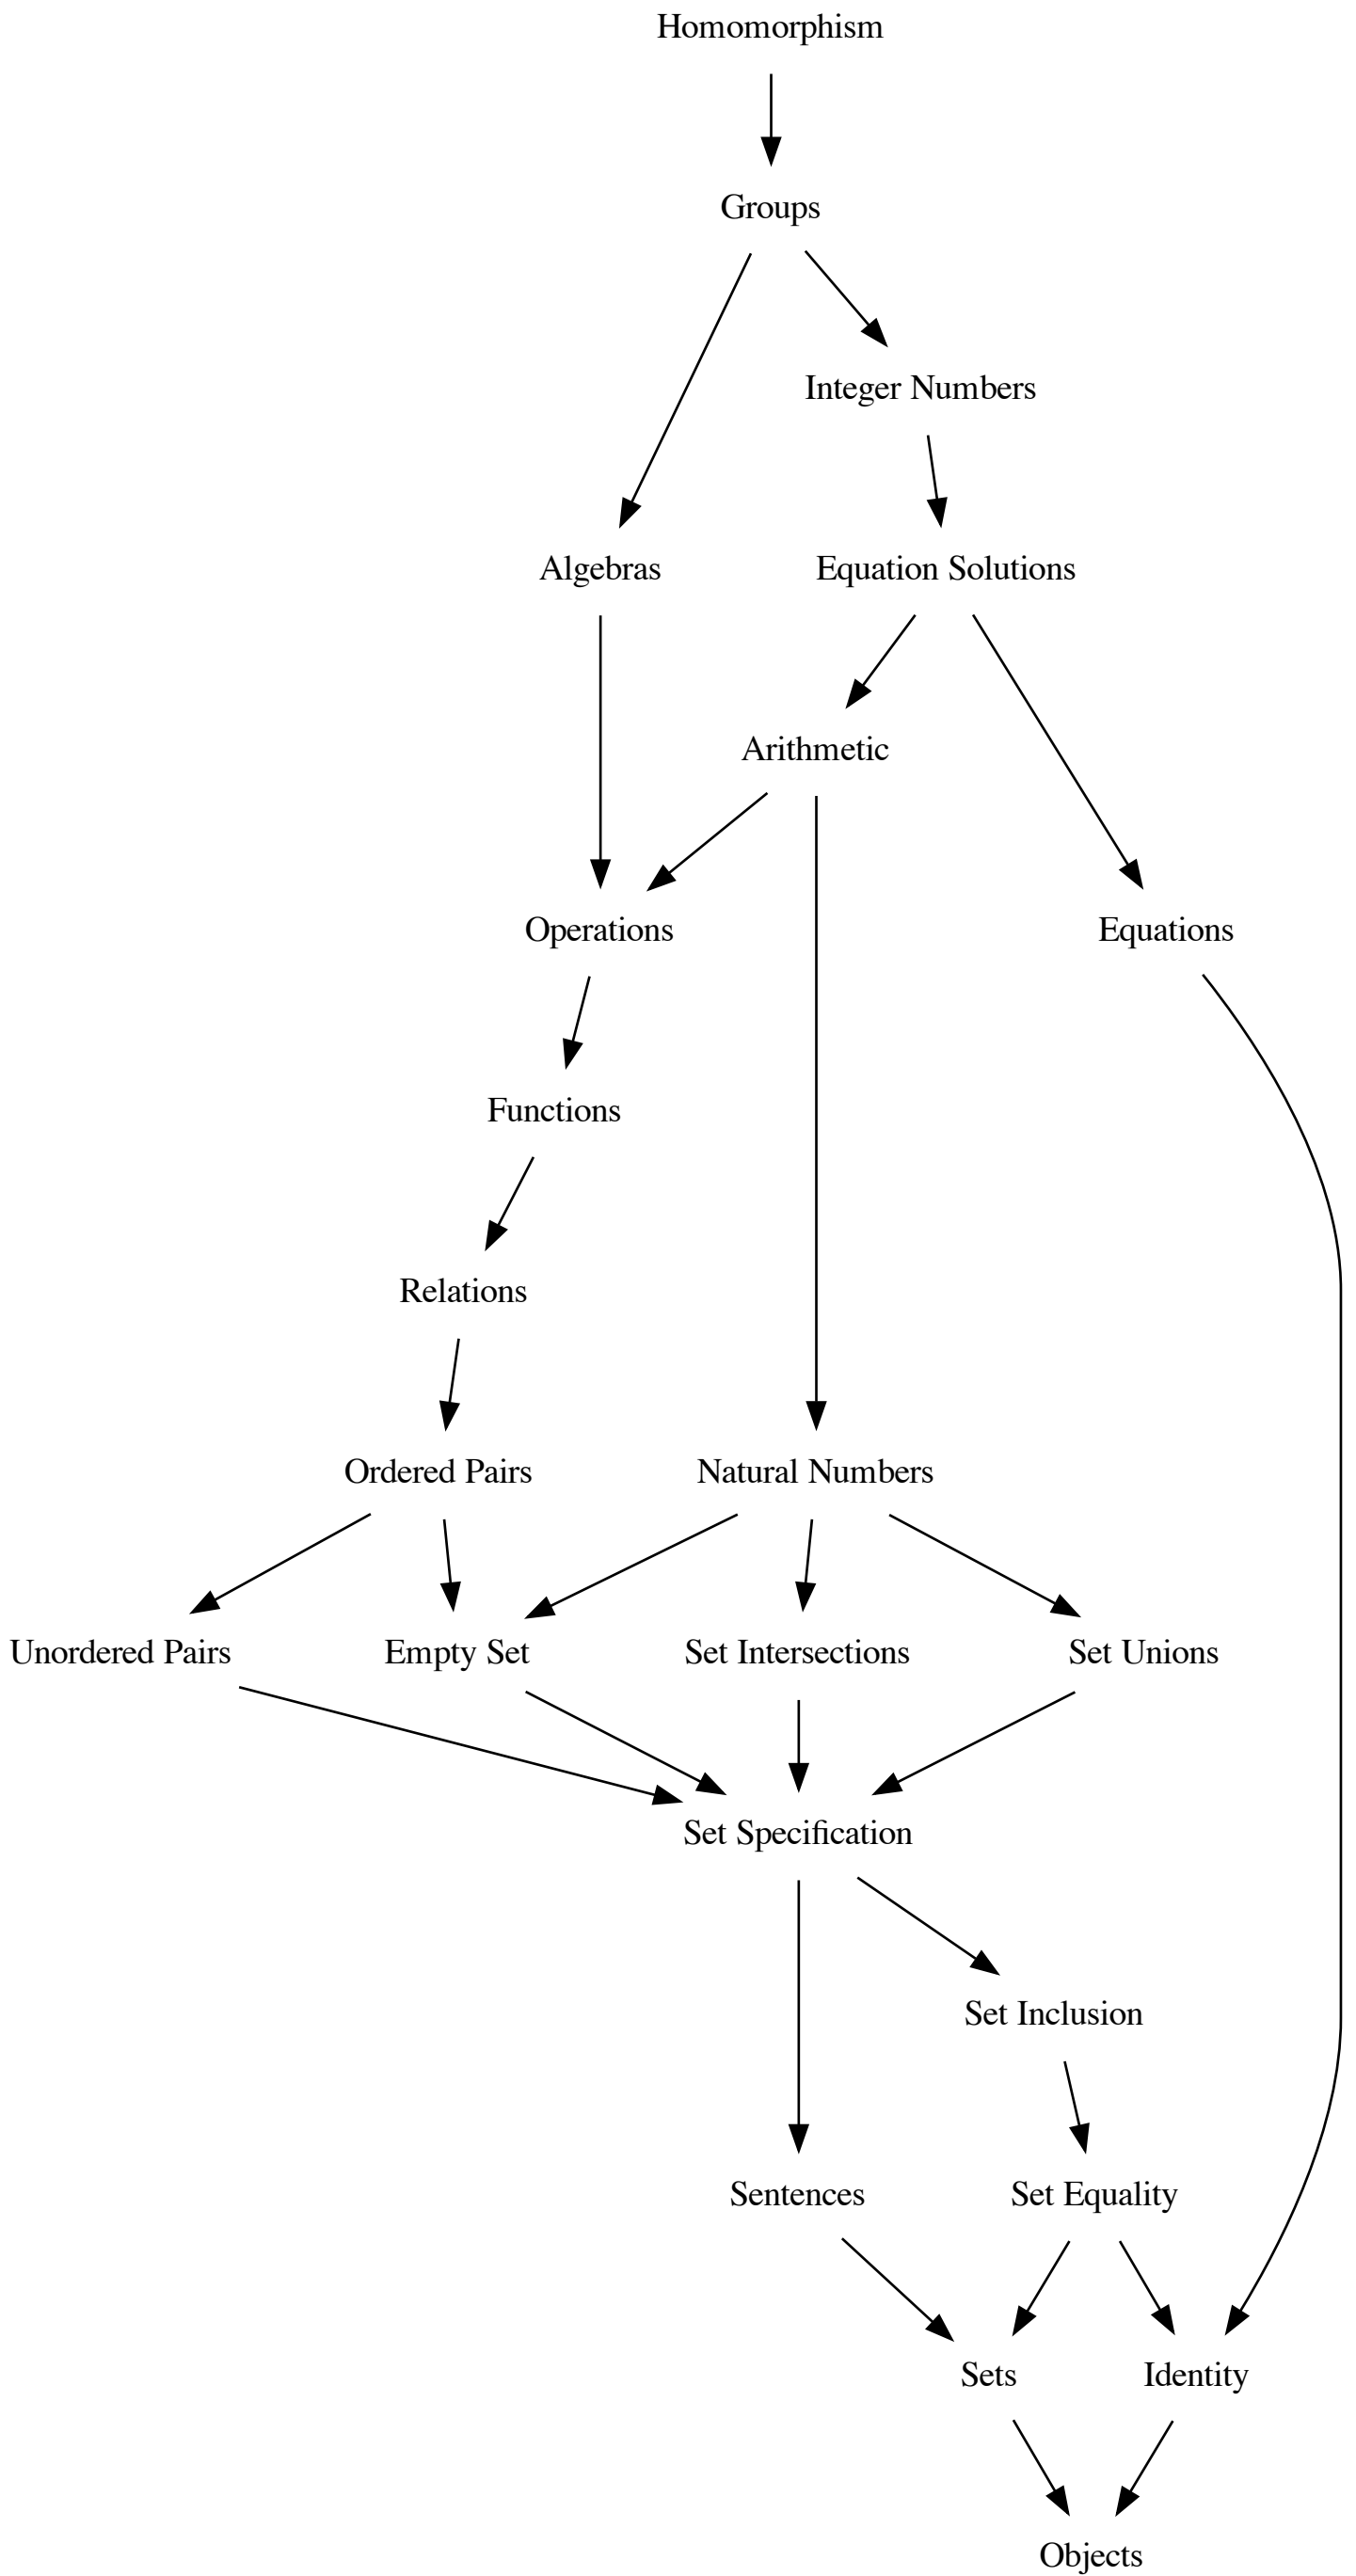 Homomorphism
Groups
Integer Numbers
Algebras
Equation Solutions
Arithmetic
Operations
Equations
Functions
Relations
Ordered Pairs
Natural Numbers
Unordered Pairs
Empty Set
Set Intersections
Set Unions
Set Specification
Set Inclusion
Sentences
Set Equality
Sets
Identity
Objects